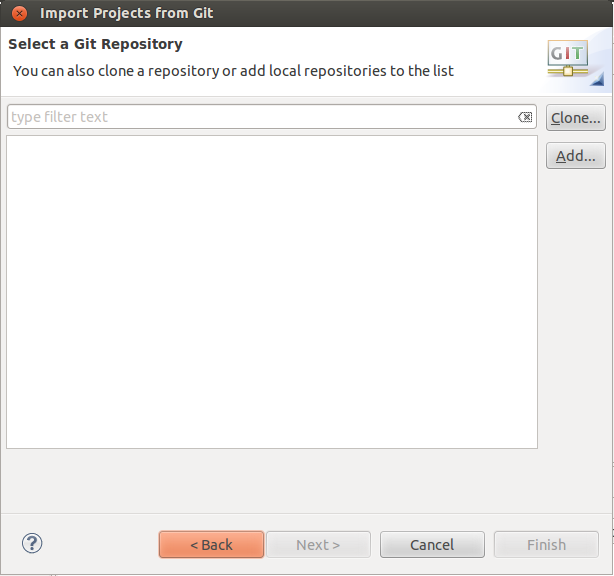 Import Projects from Git
Select a Git Repository
You can also clone a repository or add local repositories to the list
GIT
type filter text
Clone...
Add...
?
< Back
Next >
Cancel
Finish